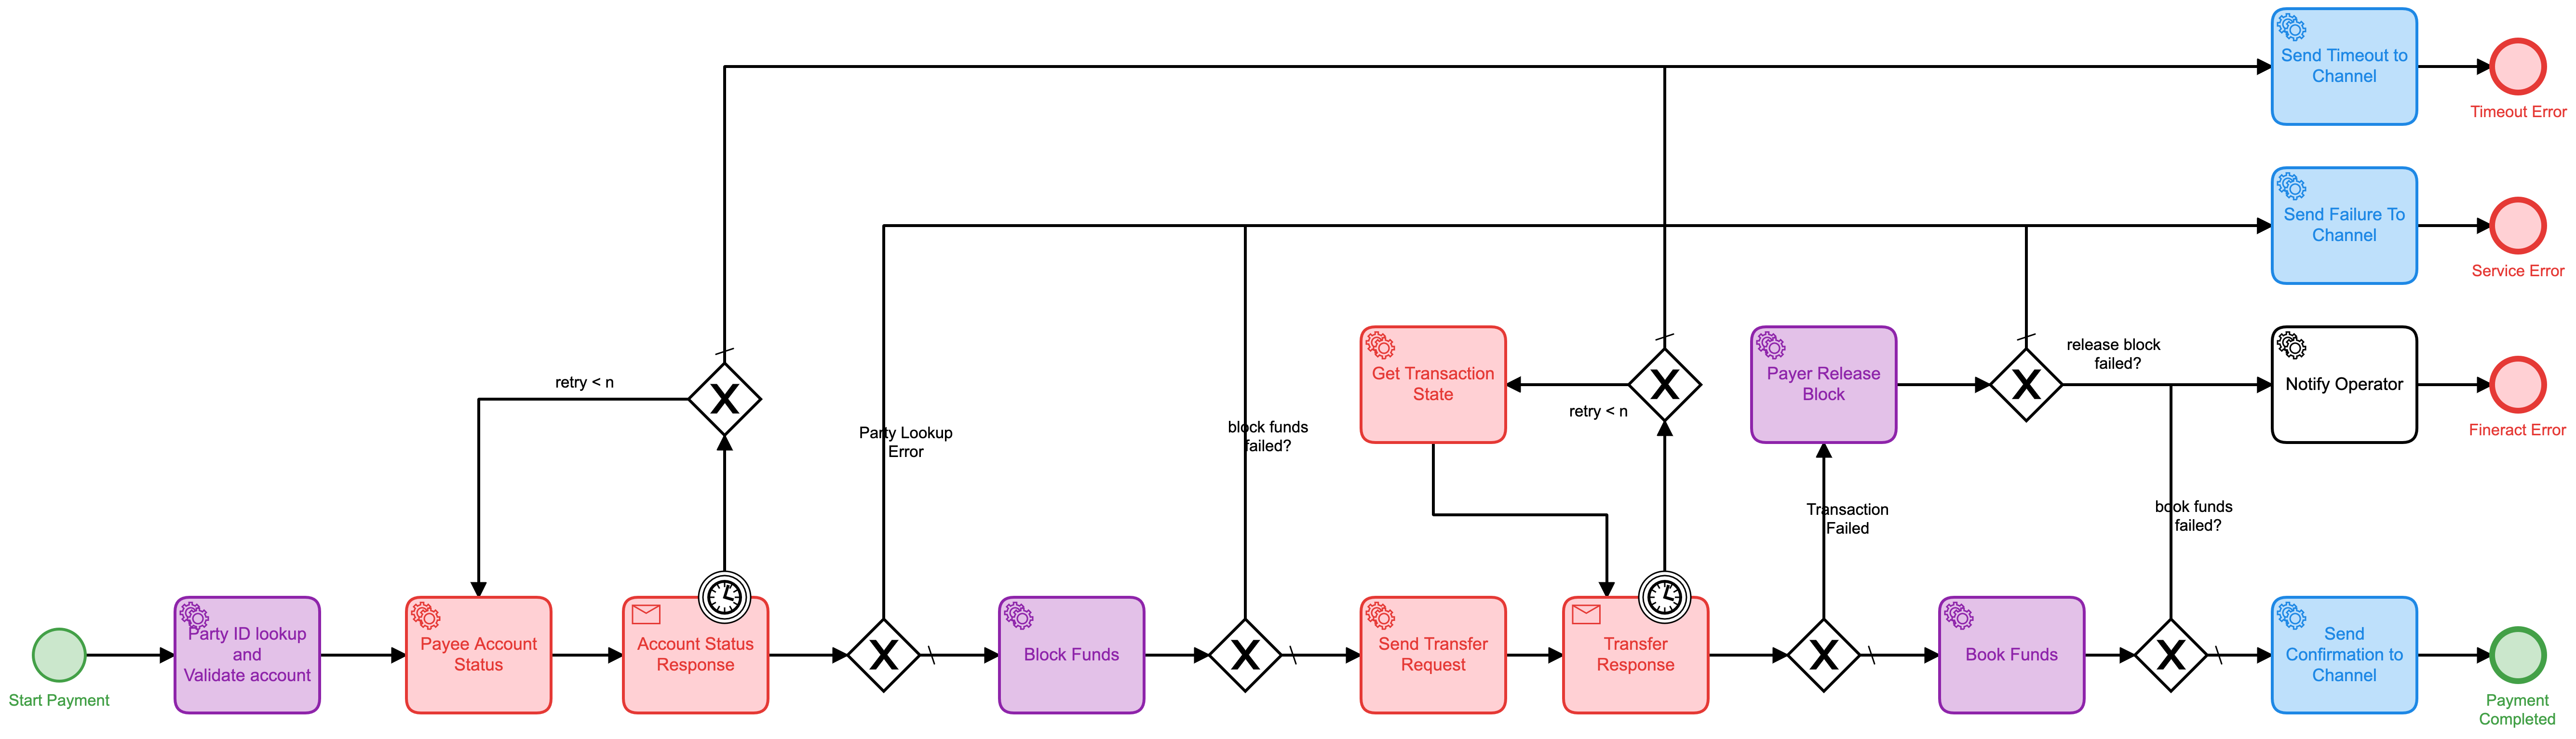 Send Timeout to
Channel
Timeout Error
Send Failure To
Channel
Service Error
retry < n
Party Lookup
Error
block funds
failed?
Get Transaction
State
retry < n
Payer Release
Block
release block
failed?
Notify Operator
Fineract Error
Transaction
Failed
book funds
failed?
Start Payment
Party ID lookup
and
Validate account
Payee Account
Status
Account Status
Response
Block Funds
Send Transfer
Request
Transfer
Response
Book Funds
Send
Confirmation to
Channel
Payment
Completed